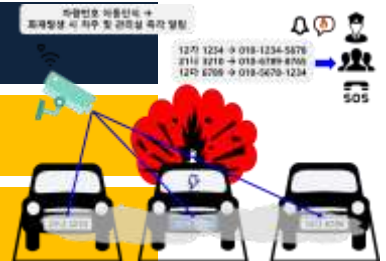 차량번호 자동인식 →
화재발생 시 차주 및 관리실 즉각 알림
12가 1234 → 010-1234-5678
21나 3210 → 010-6789-8765
12다 6789 → 010-5678-1234
SOS